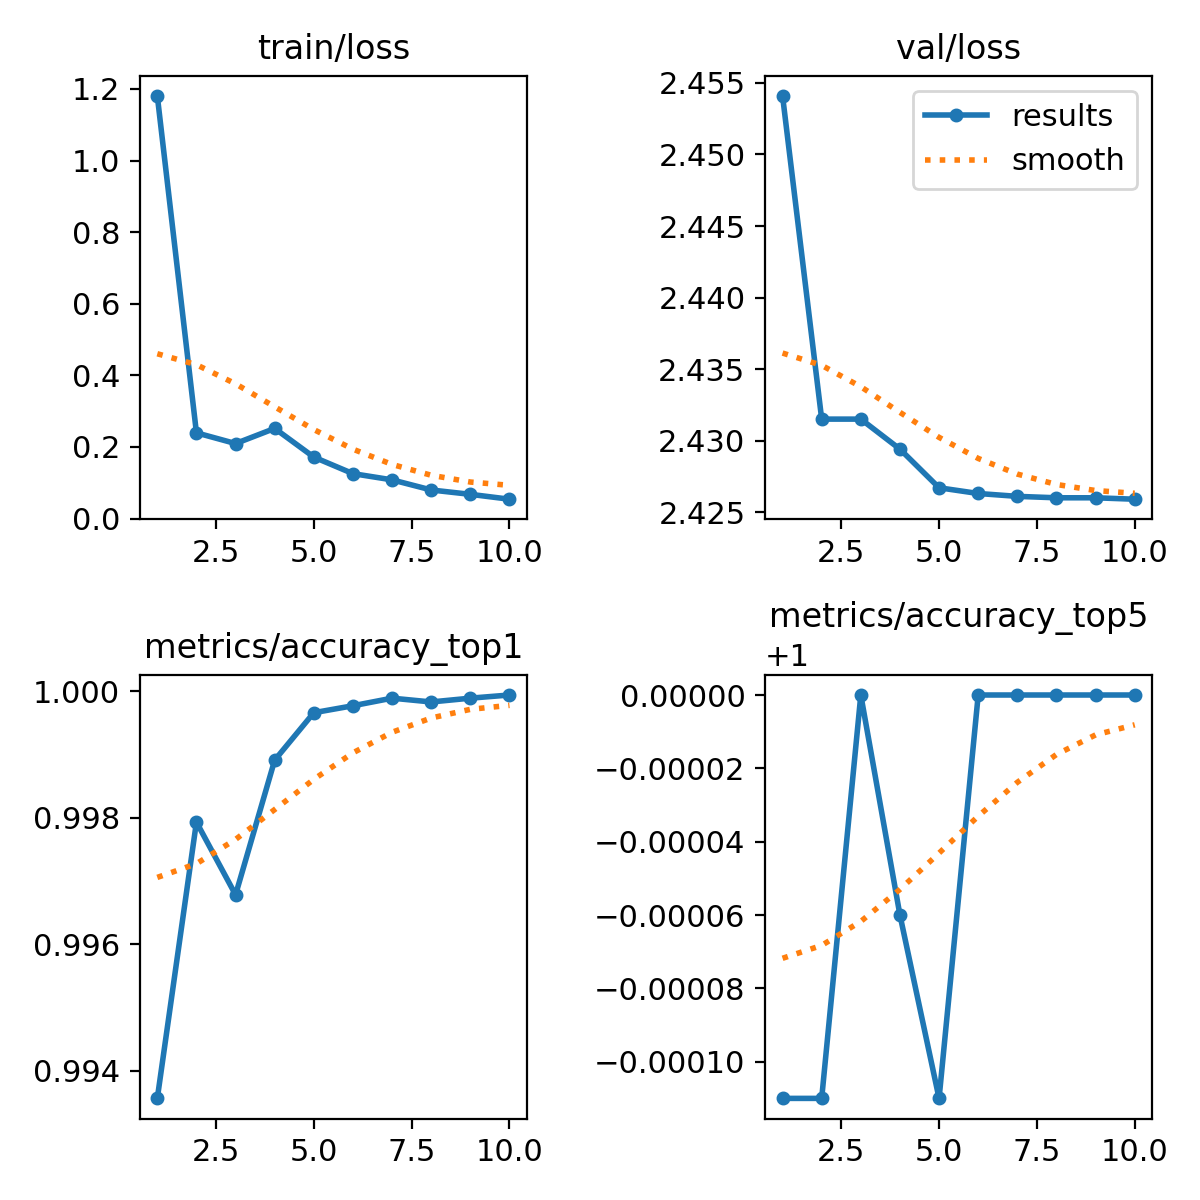 train/loss
1.2
1.0
0.8
0.6
0.4
0.2
0.0
2.5 5.0 7.5 10.0
val/loss
2.455
2.450
2.445
2.440
2.435
2.430
2.425
results
smooth
2.5 5.0 7.5 10.0
metrics/accuracy_top1
1.000
0.998
0.996
0.994
2.5 5.0 7.5 10.0
metrics/accuracy_top5
+1
0.00000
−0.00002
−0.00004
−0.00006
−0.00008
−0.00010
2.5 5.0 7.5 10.0